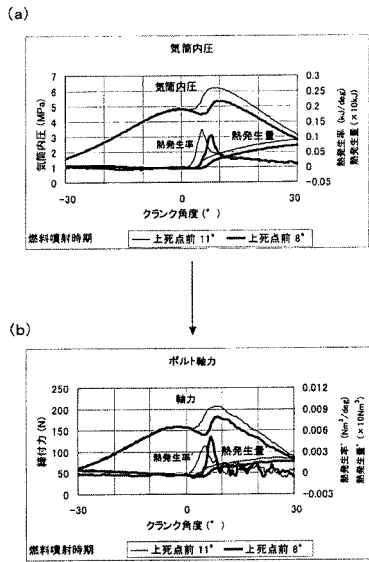 (a)
気筒内圧
気筒内圧 (MPa)
7
6
5
4
3
2
1
0
気筒内圧
熱発生率
熱発生量
0.3
0.25
0.2
0.15
0.1
0.05
0
-0.05
熱発生率 (kJ/deg)
熱発生量 (×10kJ)
-30
0
30
クランク角度(°)
燃料噴射時期
上死点前 11° 上死点前 8°
(b)
ボルト軸力
締付力 (N)
250
200
150
100
50
0
軸力
熱発生率'
熱発生量'
0.012
0.009
0.006
0.003
0
-0.003
熱発生率' (Nm³/deg)
熱発生量' (×10Nm³)
-30
0
30
クランク角度(°)
燃料噴射時期
上死点前 11° 上死点前 8°